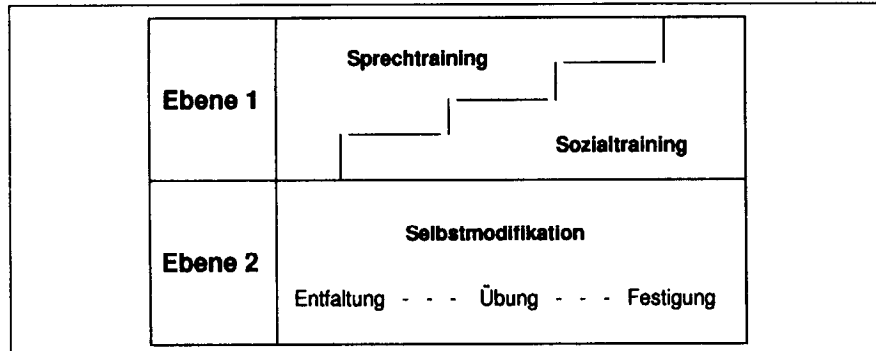 Ebene 1
Sprechtraining
Sozialtraining
Ebene 2
Selbstmodifikation
Entfaltung - - - Übung - - - Festigung